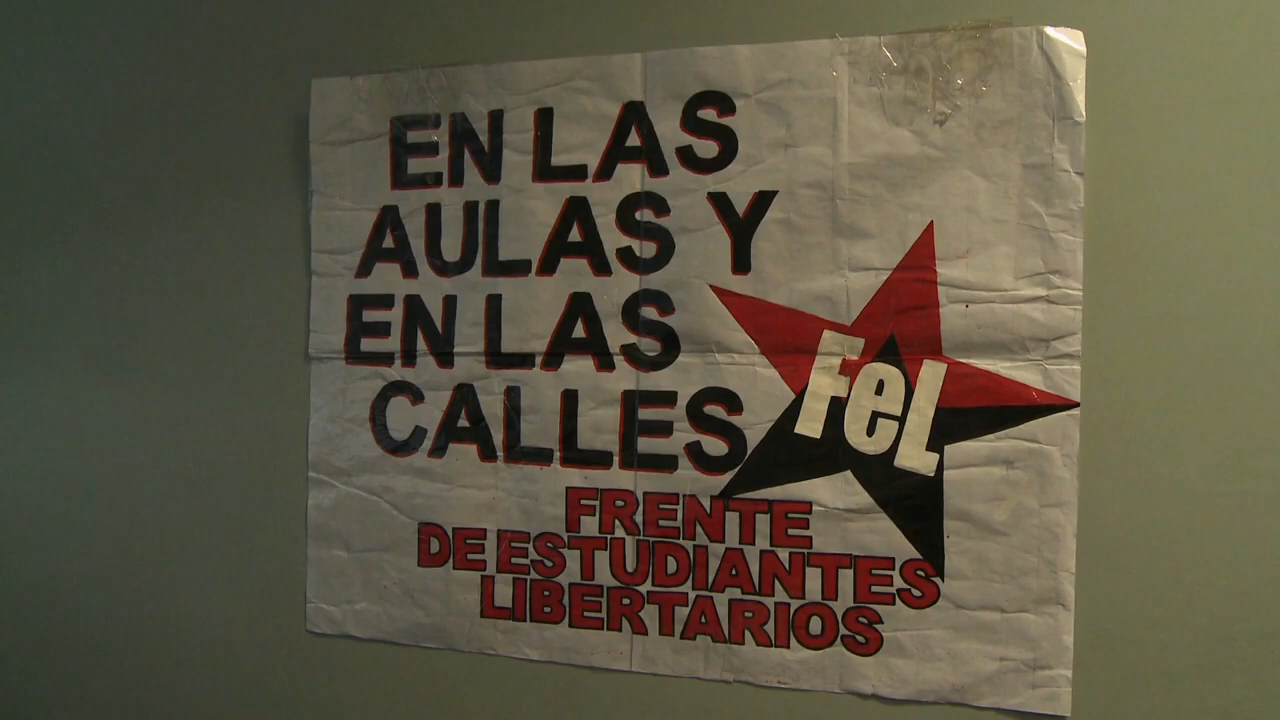 EN LAS
AULAS Y
EN LAS
CALLES
FeL
FRENTE
DE ESTUDIANTES
LIBERTARIOS